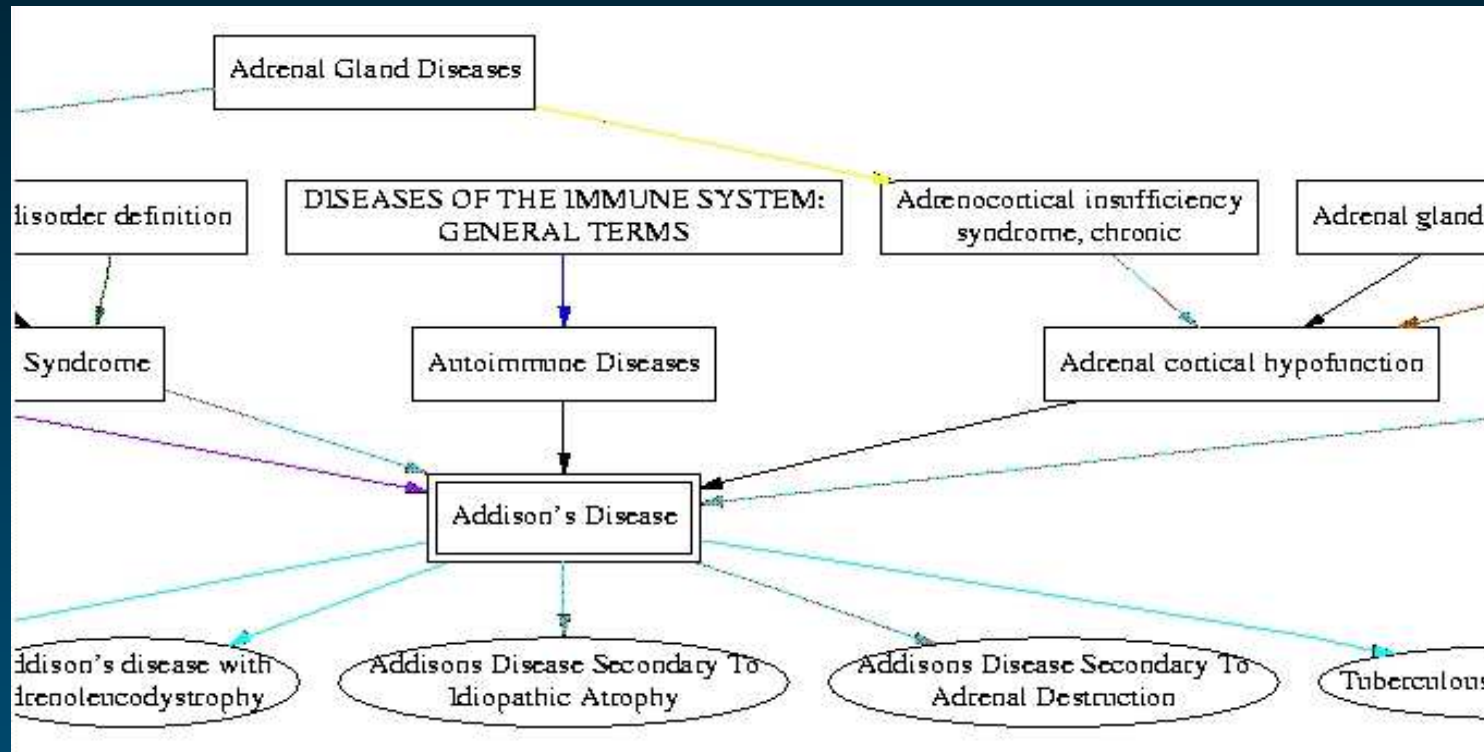 Adrenal Gland Diseases
disorder definition
DISEASES OF THE IMMUNE SYSTEM:
GENERAL TERMS
Adrenocortical insufficiency
syndrome, chronic
Adrenal gland
Syndrome
Autoimmune Diseases
Adrenal cortical hypofunction
Addison's Disease
ddison's disease with
drenoleucodystrophy
Addisons Disease Secondary To
Idiopathic Atrophy
Addisons Disease Secondary To
Adrenal Destruction
Tuberculous